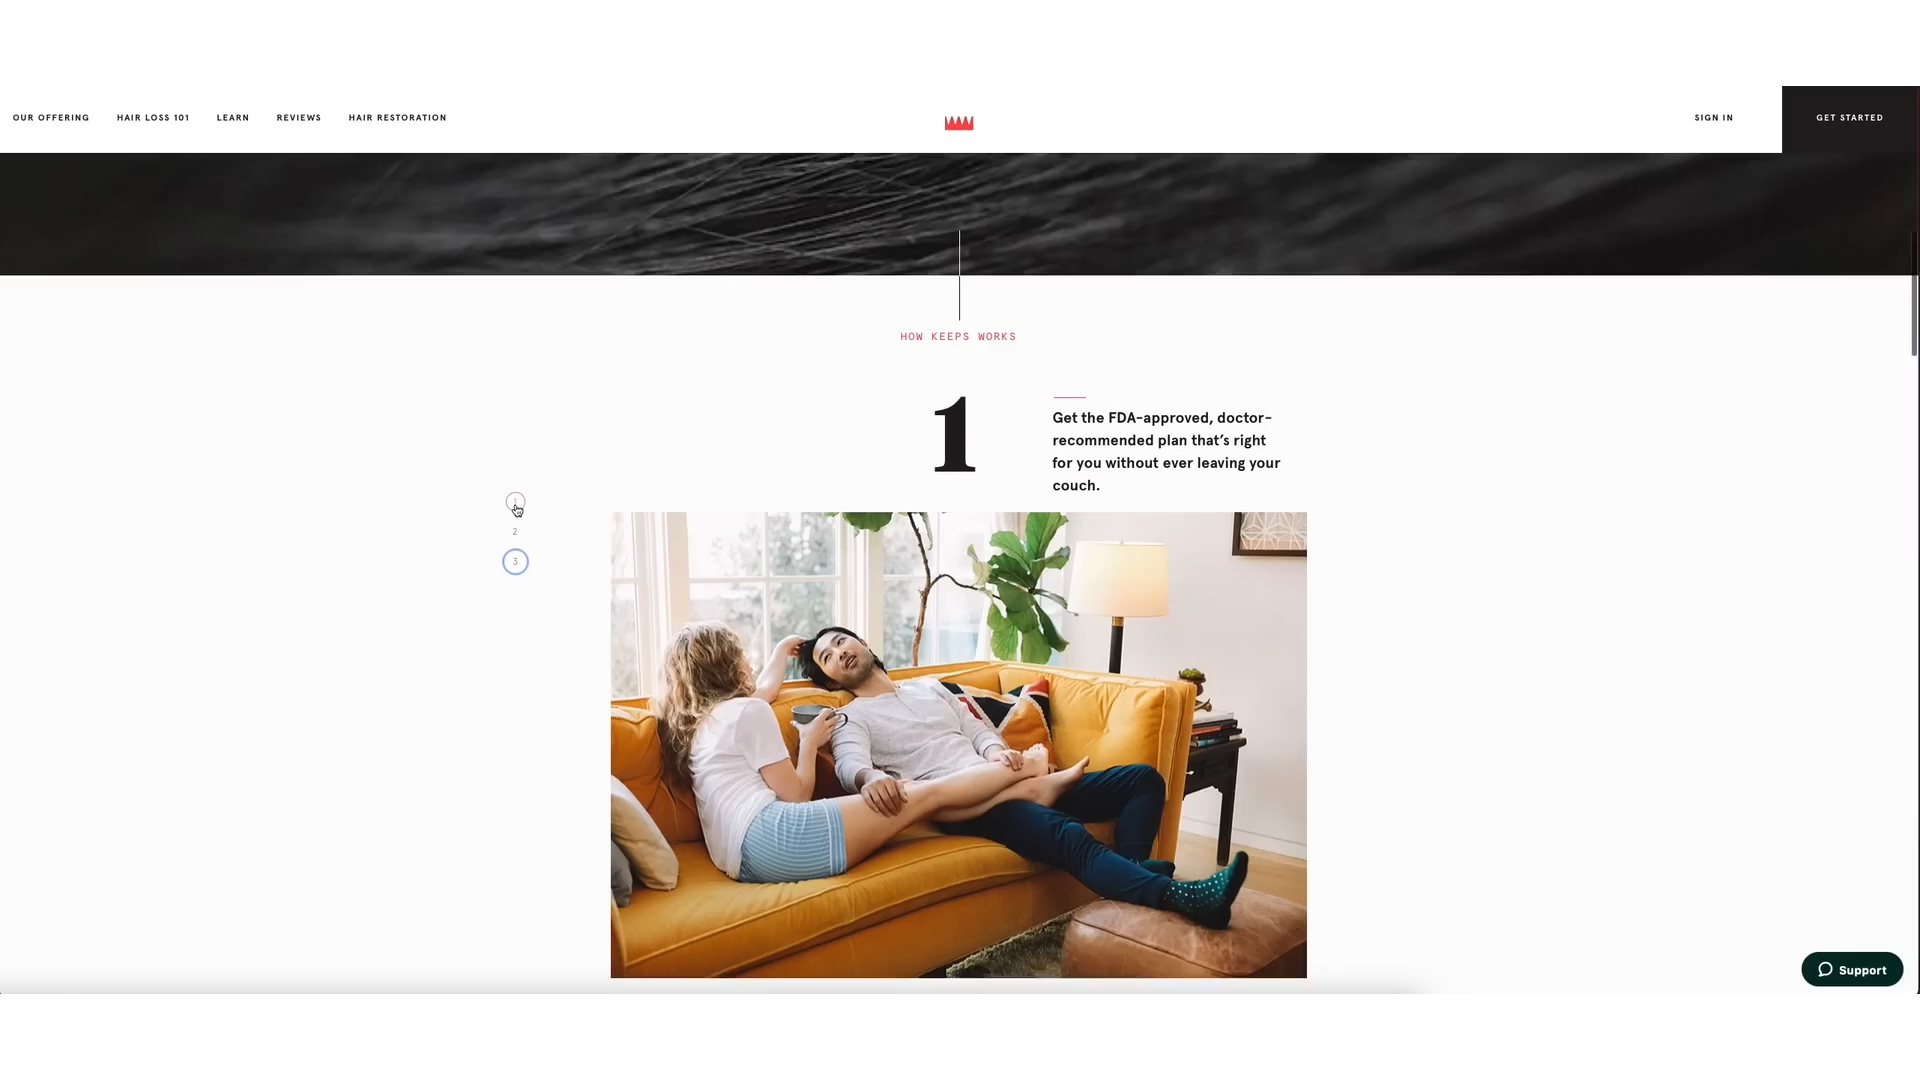 OUR OFFERING
HAIR LOSS 101
LEARN
REVIEWS
HAIR RESTORATION
SIGN IN
GET STARTED
HOW KEEPS WORKS
1
Get the FDA-approved, doctor-
recommended plan that’s right
for you without ever leaving your
couch.
2
3
Support